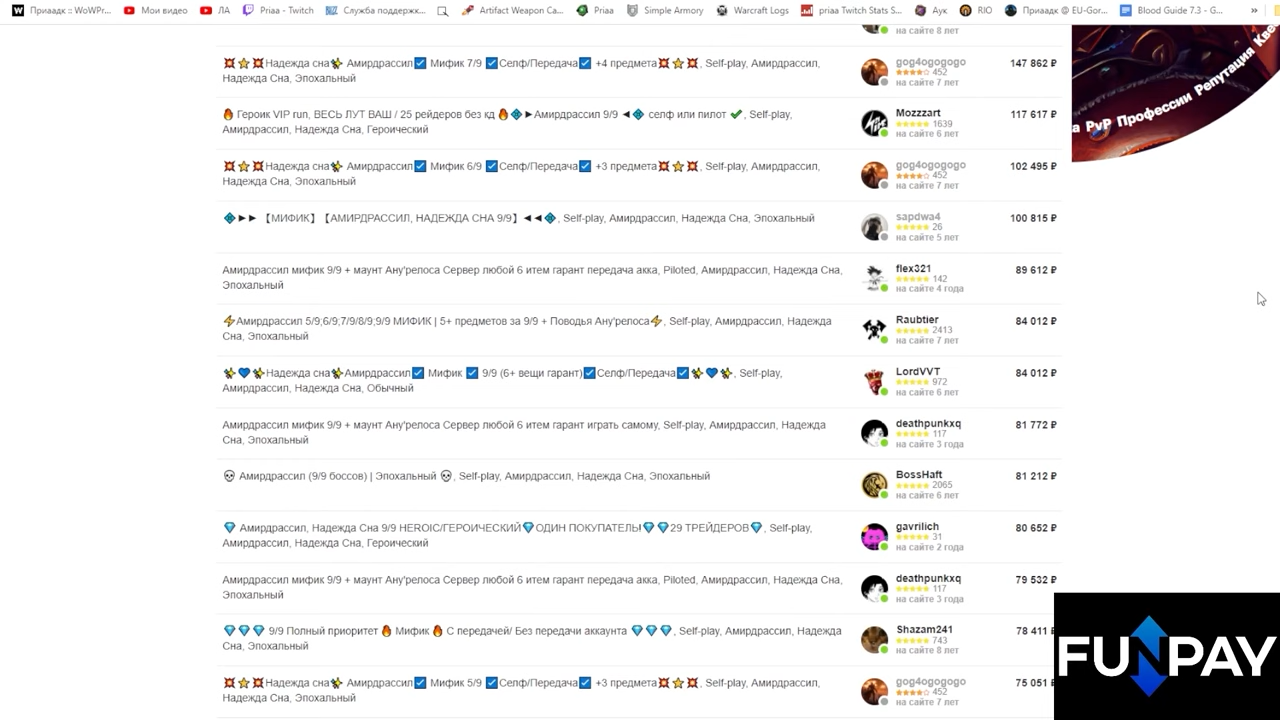 Приаадк :: WoWPr... Мои видео ЛА Priaa - Twitch Служба поддержк... Artifact Weapon Ca... Priaa Simple Armory Warcraft Logs priaa Twitch Stats S... Аук RIO Приаадк @ EU-Gor... Blood Guide 7.3 - G... »
на сайте 8 лет
Надежда сна Амирдрассил Мифик 7/9 Селф/Передача +4 предмета, Self-play, Амирдрассил,
Надежда Сна, Эпохальный
gog4ogogogo
452
на сайте 7 лет
147 862 ₽
Героик VIP run, ВЕСЬ ЛУТ ВАШ / 25 рейдеров без кд ►Амирдрассил 9/9 ◄ селф или пилот ✔, Self-play,
Амирдрассил, Надежда Сна, Героический
Mozzzart
1639
на сайте 6 лет
117 617 ₽
Надежда сна Амирдрассил Мифик 6/9 Селф/Передача +3 предмета, Self-play, Амирдрассил,
Надежда Сна, Эпохальный
gog4ogogogo
452
на сайте 7 лет
102 495 ₽
►► 【МИФИК】【АМИРДРАССИЛ, НАДЕЖДА СНА 9/9】◄◄, Self-play, Амирдрассил, Надежда Сна, Эпохальный
sapdwa4
26
на сайте 5 лет
100 815 ₽
Амирдрассил мифик 9/9 + маунт Ану'релоса Сервер любой 6 итем гарант передача акка, Piloted, Амирдрассил, Надежда Сна,
Эпохальный
flex321
142
на сайте 4 года
89 612 ₽
Амирдрассил 5/9;6/9;7/9/8/9;9/9 МИФИК | 5+ предметов за 9/9 + Поводья Ану'релоса, Self-play, Амирдрассил, Надежда
Сна, Эпохальный
Raubtier
2413
на сайте 7 лет
84 012 ₽
Надежда сна Амирдрассил Мифик 9/9 (6+ вещи гарант) Селф/Передача, Self-play,
Амирдрассил, Надежда Сна, Обычный
LordVVT
972
на сайте 6 лет
84 012 ₽
Амирдрассил мифик 9/9 + маунт Ану'релоса Сервер любой 6 итем гарант играть самому, Self-play, Амирдрассил, Надежда
Сна, Эпохальный
deathpunkxq
117
на сайте 3 года
81 772 ₽
Амирдрассил (9/9 боссов) | Эпохальный, Self-play, Амирдрассил, Надежда Сна, Эпохальный
BossHaft
2065
на сайте 6 лет
81 212 ₽
Амирдрассил, Надежда Сна 9/9 HEROIC/ГЕРОИЧЕСКИЙ ОДИН ПОКУПАТЕЛЬ! 29 ТРЕЙДЕРОВ, Self-play,
Амирдрассил, Надежда Сна, Героический
gavrilich
31
на сайте 2 года
80 652 ₽
Амирдрассил мифик 9/9 + маунт Ану'релоса Сервер любой 6 итем гарант передача акка, Piloted, Амирдрассил, Надежда Сна,
Эпохальный
deathpunkxq
117
на сайте 3 года
79 532 ₽
9/9 Полный приоритет Мифик С передачей/ Без передачи аккаунта, Self-play, Амирдрассил, Надежда
Сна, Эпохальный
Shazam241
743
на сайте 8 лет
78 411 ₽
Надежда сна Амирдрассил Мифик 5/9 Селф/Передача +3 предмета, Self-play, Амирдрассил,
Надежда Сна, Эпохальный
gog4ogogogo
452
на сайте 7 лет
75 051 ₽
а PvP Профессии Репутация Кве
FUNPAY